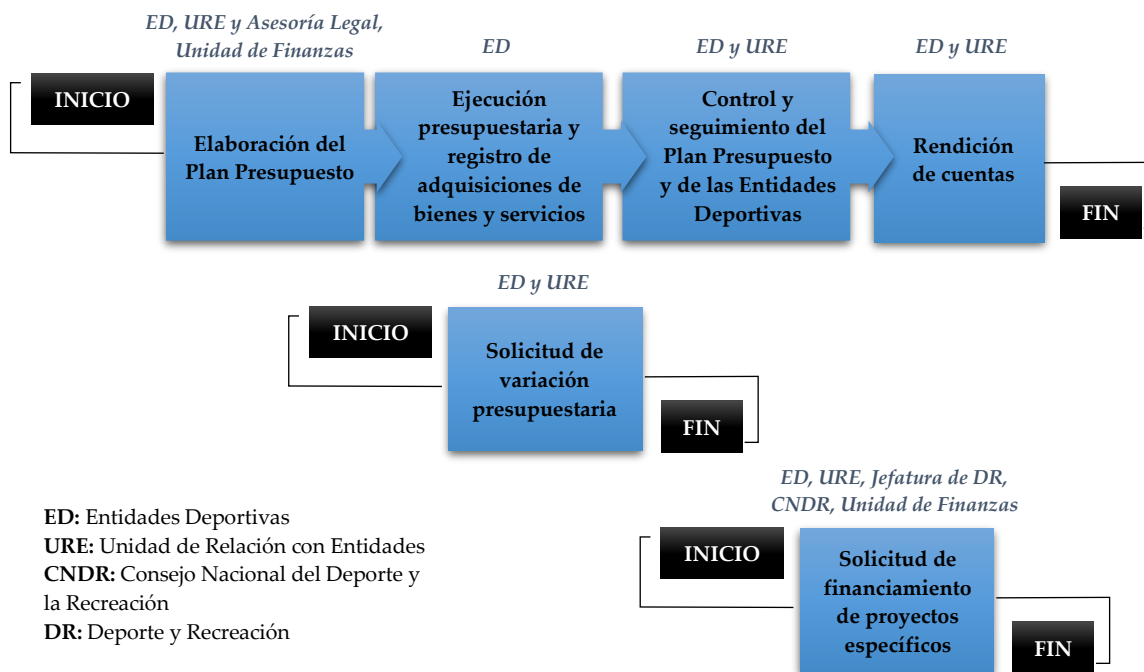 ED, URE y Asesoría Legal,
Unidad de Finanzas
ED
ED y URE
ED y URE
INICIO
Elaboración del
Plan Presupuesto
Ejecución
presupuestaria y
registro de
adquisiciones de
bienes y servicios
Control y
seguimiento del
Plan Presupuesto
y de las Entidades
Deportivas
Rendición
de cuentas
FIN
ED y URE
INICIO
Solicitud de
variación
presupuestaria
FIN
ED, URE, Jefatura de DR,
CNDR, Unidad de Finanzas
INICIO
Solicitud de
financiamiento
de proyectos
específicos
FIN
ED: Entidades Deportivas
URE: Unidad de Relación con Entidades
CNDR: Consejo Nacional del Deporte y
la Recreación
DR: Deporte y Recreación